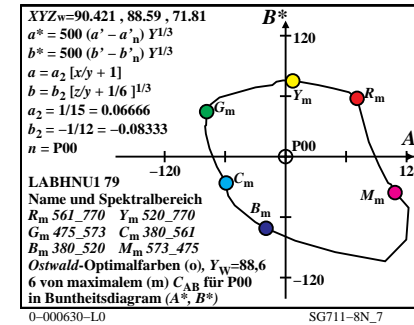 XYZw=90.421 , 88.59 , 71.81
a* = 500 (a' – a'n) Y1/3
b* = 500 (b' – b'n) Y1/3
a = a2 [x/y + 1]
b = b2 [z/y + 1/6 ]1/3
a2 = 1/15 = 0.06666
b2 = –1/12 = –0.08333
n = P00
B*
120
A
–120
12
–120
P00
Rm
Ym
Gm
Cm
Bm
Mm
LABHNU1 79
Name und Spektralbereich
Rm 561_770 Ym 520_770
Gm 475_573 Cm 380_561
Bm 380_520 Mm 573_475
Ostwald-Optimalfarben (o), YW=88,6
6 von maximalem (m) CAB für P00
in Buntheitsdiagram (A*, B*)
0-000630-L0
SG711-8N_7